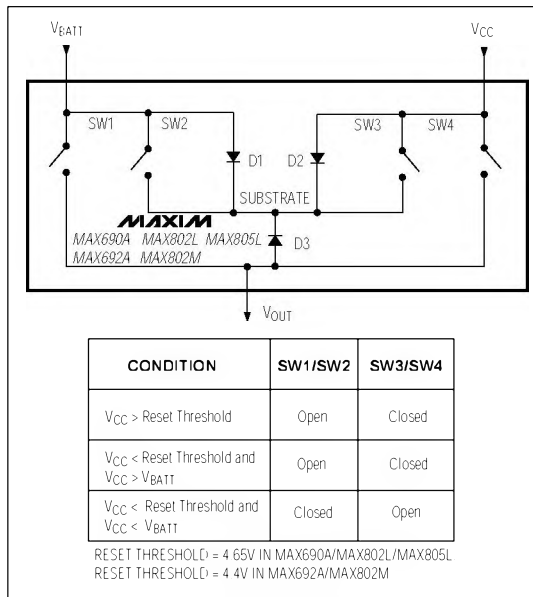 VBATT VCC
SW1 SW2 SW3 SW4
D1 D2
SUBSTRATE
MAXIM
MAX690A MAX802L MAX805L
MAX692A MAX802M
D3
VOUT
CONDITION SW1/SW2 SW3/SW4
VCC > Reset Threshold Open Closed
VCC < Reset Threshold and
VCC > VBATT Open Closed
VCC < Reset Threshold and
VCC < VBATT Closed Open
RESET THRESHOLD = 4 65V IN MAX690A/MAX802L/MAX805L
RESET THRESHOLD = 4 4V IN MAX692A/MAX802M